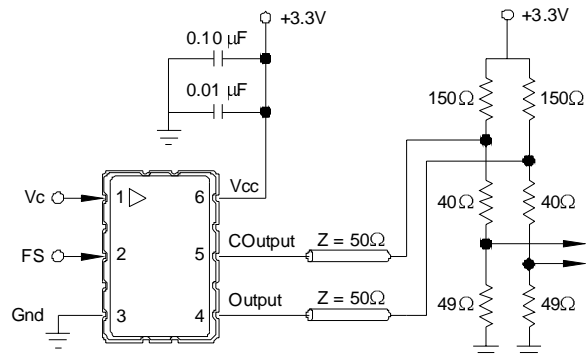 +3.3V
+3.3V
0.10 µF
0.01 µF
150Ω
150Ω
Vc
1
6
Vcc
40Ω
40Ω
FS
2
5
COutput
Z = 50Ω
Gnd
3
4
Output
Z = 50Ω
49Ω
49Ω